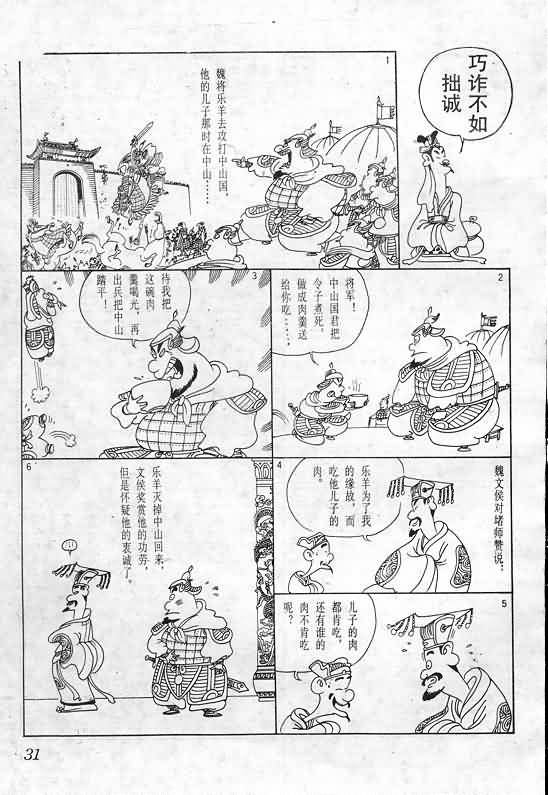 巧诈不如
拙诚
1
魏将乐羊去攻打中山国，
他的儿子那时在中山……
2
将军！
中山国君把
令子煮死，
做成肉羹送
给你吃……
3
待我把
这碗肉
羹喝光，再
出兵把中山
踏平！
4
魏文侯对堵师赞说：
乐羊为了我
的缘故，而
吃他儿子的
肉。
5
儿子的肉
都肯吃，
还有谁的
肉不肯吃
呢？
6
乐羊灭掉中山回来，
文侯奖赏他的功劳，
但是怀疑他的衷诚了。
31